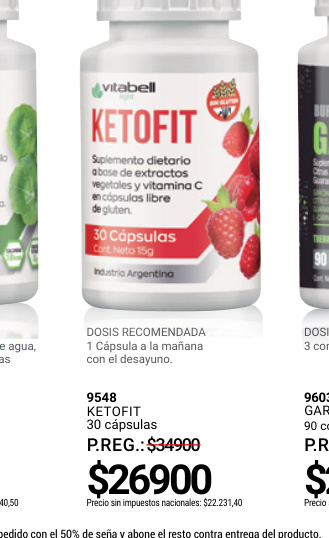 vitabell
light
SIN GLUTEN
KETOFIT
Suplemento dietario
a base de extractos
vegetales y vitamina C
en cápsulas libre
de gluten.
30 Cápsulas
Cont. Neto 15g
Industria Argentina
90
e agua,
as
DOSIS RECOMENDADA
1 Cápsula a la mañana
con el desayuno.
DOSI
3 co
9548
KETOFIT
30 cápsulas
P.REG.: $34900
$26900
Precio sin impuestos nacionales: $22.231,40
40,50
960
GAR
90 c
P.R
$
Precio
pedido con el 50% de seña y abone el resto contra entrega del producto.